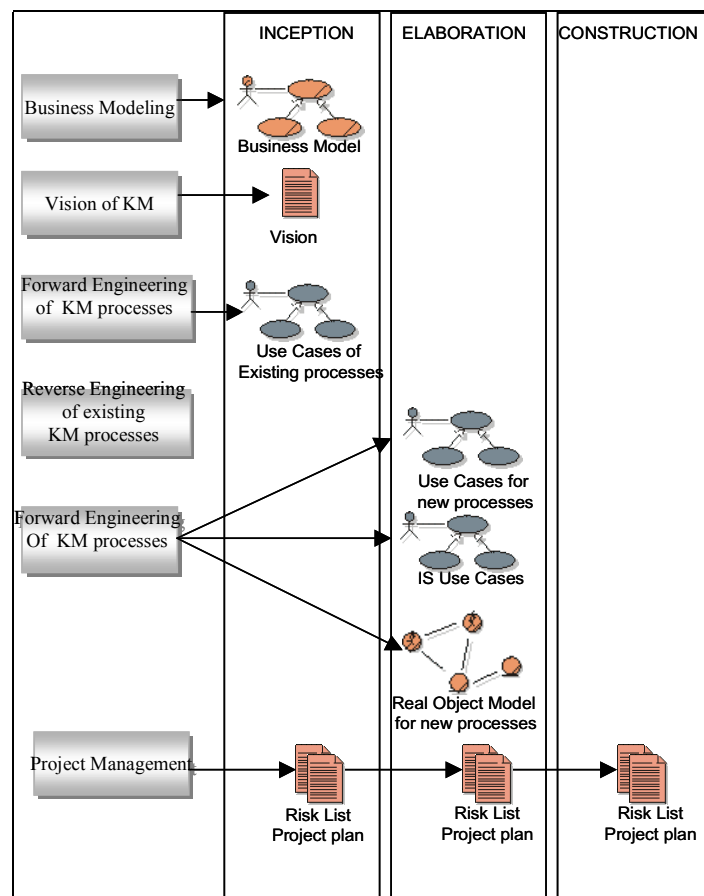 INCEPTION
ELABORATION
CONSTRUCTION
Business Modeling
Business Model
Vision of KM
Vision
Forward Engineering
of KM processes
Use Cases of
Existing processes
Reverse Engineering
of existing
KM processes
Use Cases for
new processes
Forward Engineering
Of KM processes
IS Use Cases
Real Object Model
for new processes
Project Management
Risk List
Project plan
Risk List
Project plan
Risk List
Project plan